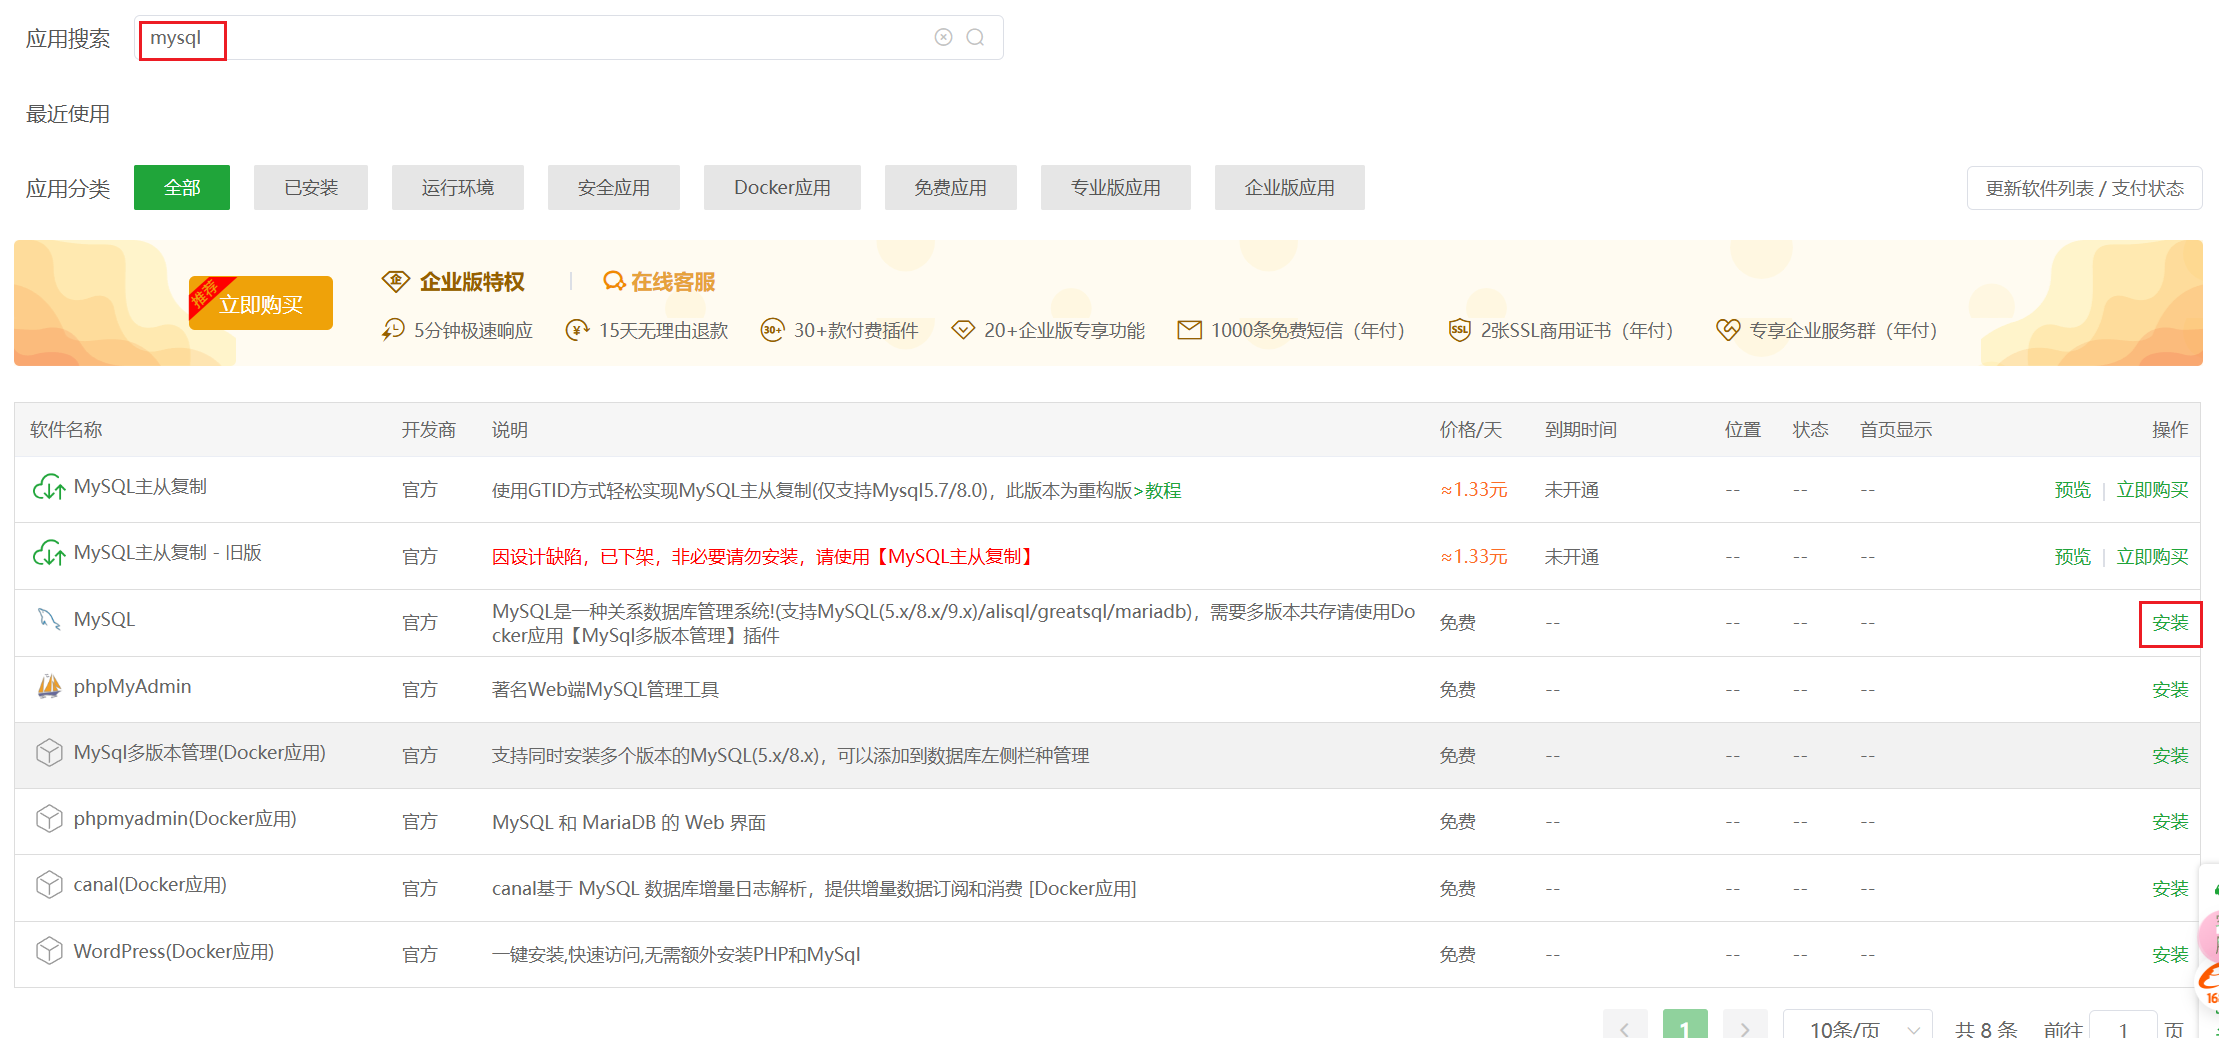 应用搜索 mysql
最近使用
应用分类 全部 已安装 运行环境 安全应用 Docker应用 免费应用 专业版应用 企业版应用 更新软件列表 / 支付状态
推荐 立即购买 企业版特权 在线客服
5分钟极速响应 15天无理由退款 30+款付费插件 20+企业版专享功能 1000条免费短信（年付） 2张SSL商用证书（年付） 专享企业服务群（年付）
软件名称 开发商 说明 价格/天 到期时间 位置 状态 首页显示 操作
MySQL主从复制 官方 使用GTID方式轻松实现MySQL主从复制(仅支持Mysql5.7/8.0)，此版本为重构版>教程 ≈1.33元 未开通 -- -- -- 预览 | 立即购买
MySQL主从复制 - 旧版 官方 因设计缺陷，已下架，非必要请勿安装，请使用【MySQL主从复制】 ≈1.33元 未开通 -- -- -- 预览 | 立即购买
MySQL 官方 MySQL是一种关系数据库管理系统!(支持MySQL(5.x/8.x/9.x)/alisql/greatsql/mariadb)，需要多版本共存请使用Do
cker应用【MySql多版本管理】插件 免费 -- -- -- -- 安装
phpMyAdmin 官方 著名Web端MySQL管理工具 免费 -- -- -- -- 安装
MySql多版本管理(Docker应用) 官方 支持同时安装多个版本的MySQL(5.x/8.x)，可以添加到数据库左侧栏种管理 免费 -- -- -- -- 安装
phpmyadmin(Docker应用) 官方 MySQL 和 MariaDB 的 Web 界面 免费 -- -- -- -- 安装
canal(Docker应用) 官方 canal基于 MySQL 数据库增量日志解析，提供增量数据订阅和消费 [Docker应用] 免费 -- -- -- -- 安装
WordPress(Docker应用) 官方 一键安装,快速访问,无需额外安装PHP和MySql 免费 -- -- -- -- 安装
1 10条/页 共 8 条 前往 1 页